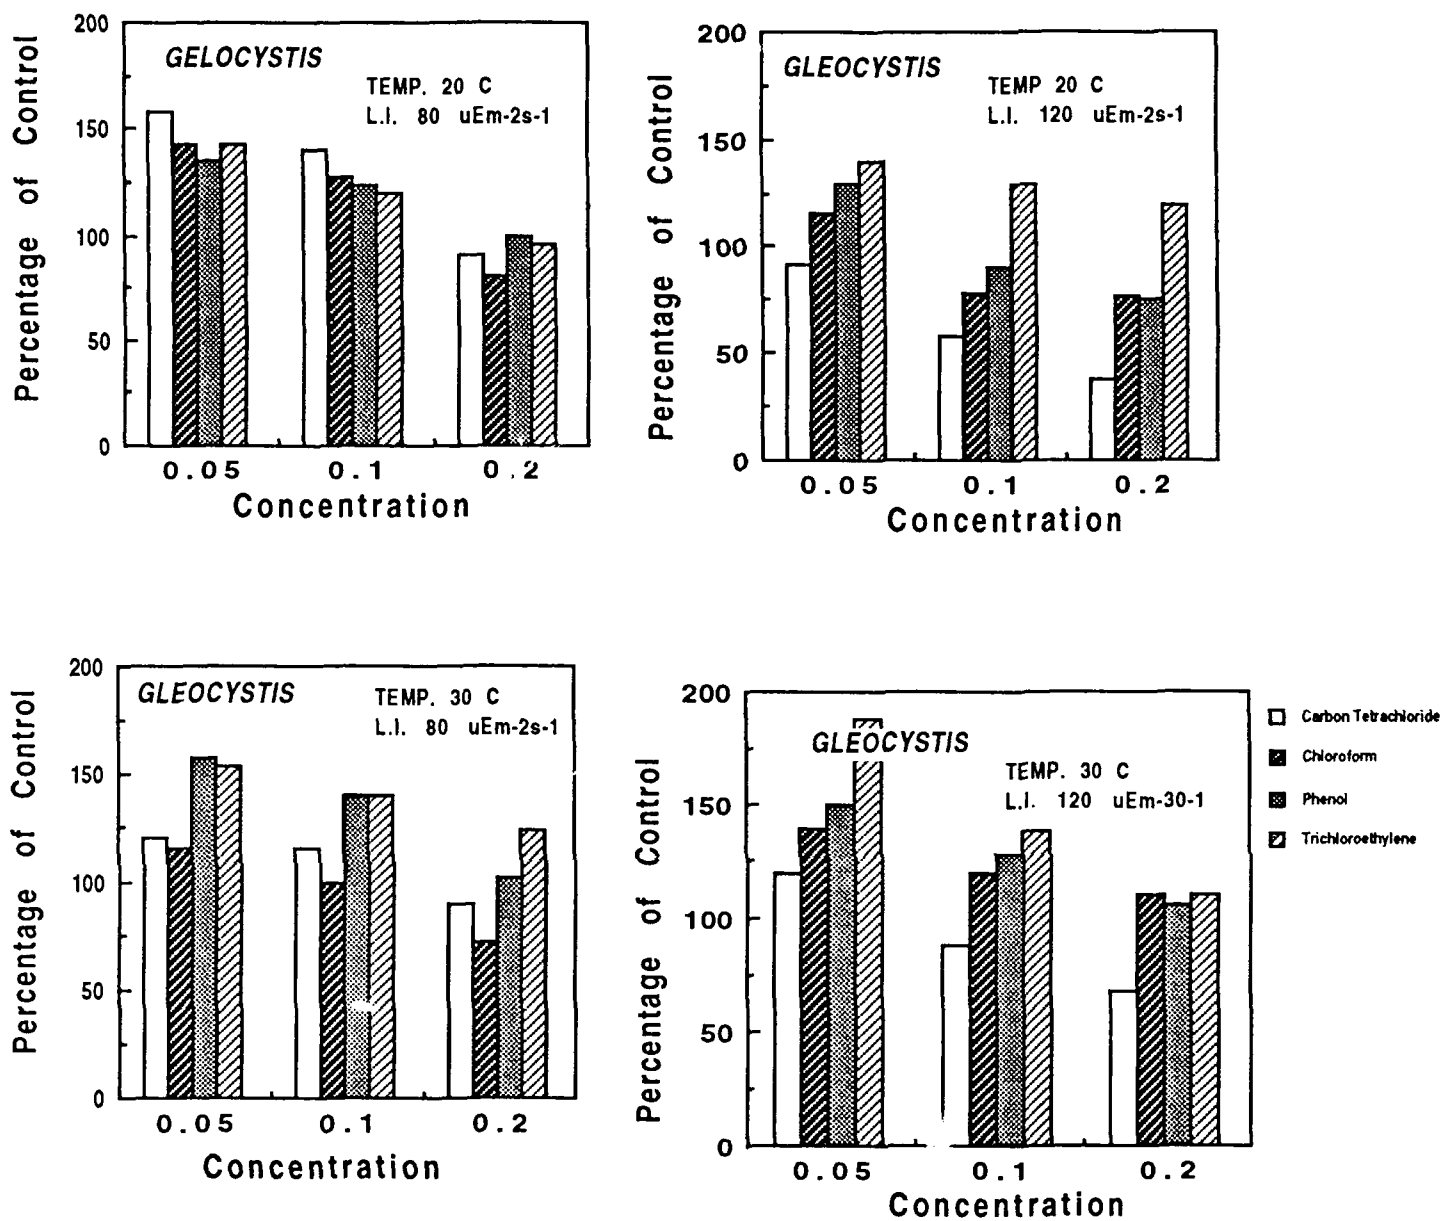 Percentage of Control
200
150
100
50
0
GELOCYSTIS
TEMP. 20 C
L.I. 80 uEm-2s-1
0.05 0.1 0.2
Concentration
Percentage of Control
200
150
100
50
0
GLEOCYSTIS
TEMP 20 C
L.I. 120 uEm-2s-1
0.05 0.1 0.2
Concentration
Percentage of Control
200
150
100
50
0
GLEOCYSTIS
TEMP. 30 C
L.I. 80 uEm-2s-1
0.05 0.1 0.2
Concentration
Percentage of Control
200
150
100
50
0
GLEOCYSTIS
TEMP. 30 C
L.I. 120 uEm-30-1
0.05 0.1 0.2
Concentration
Carbon Tetrachloride
Chloroform
Phenol
Trichloroethylene